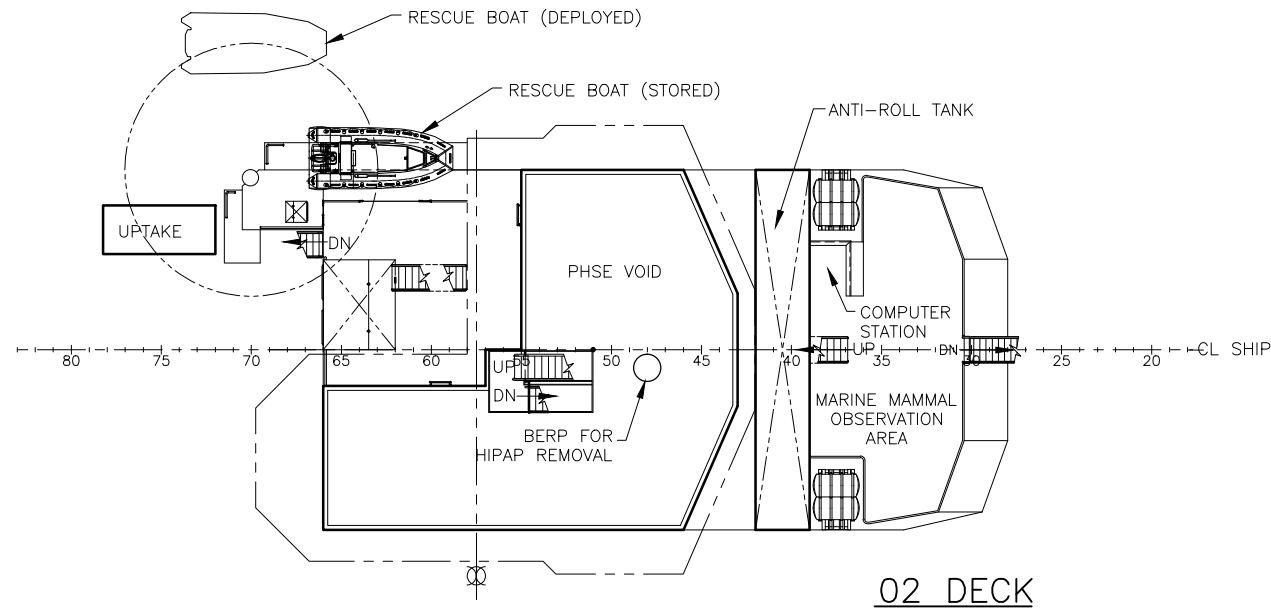 RESCUE BOAT (DEPLOYED)
RESCUE BOAT (STORED)
ANTI-ROLL TANK
UPTAKE
DN
PHSE VOID
COMPUTER
STATION
80
75
70
65
60
55
50
45
40
UP
35
DN
30
25
20
CL SHIP
UP
DN
MARINE MAMMAL
OBSERVATION
AREA
BERP FOR
HIPAP REMOVAL
02 DECK